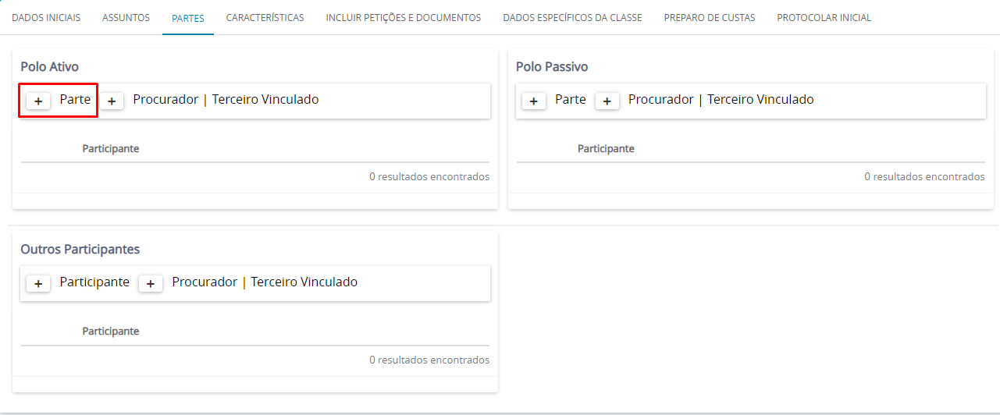 DADOS INICIAIS ASSUNTOS PARTES CARACTERÍSTICAS INCLUIR PETIÇÕES E DOCUMENTOS DADOS ESPECÍFICOS DA CLASSE PREPARO DE CUSTAS PROTOCOLAR INICIAL
Polo Ativo
+ Parte + Procurador | Terceiro Vinculado
Participante
0 resultados encontrados
Polo Passivo
+ Parte + Procurador | Terceiro Vinculado
Participante
0 resultados encontrados
Outros Participantes
+ Participante + Procurador | Terceiro Vinculado
Participante
0 resultados encontrados